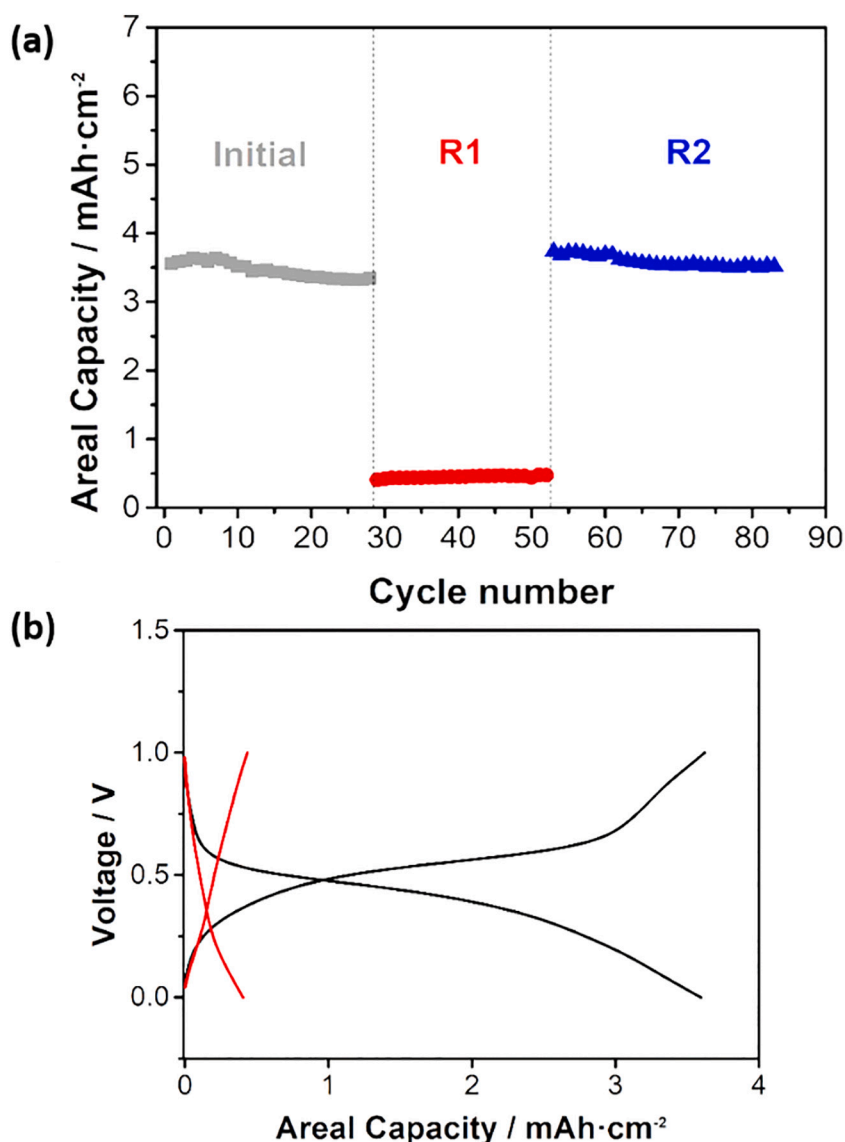 (a)
Areal Capacity / mAh·cm⁻²
7
6
5
4
3
2
1
0
Initial
R1
R2
0 10 20 30 40 50 60 70 80 90
Cycle number
(b)
Voltage / V
1.5
1.0
0.5
0.0
0 1 2 3 4
Areal Capacity / mAh·cm⁻²